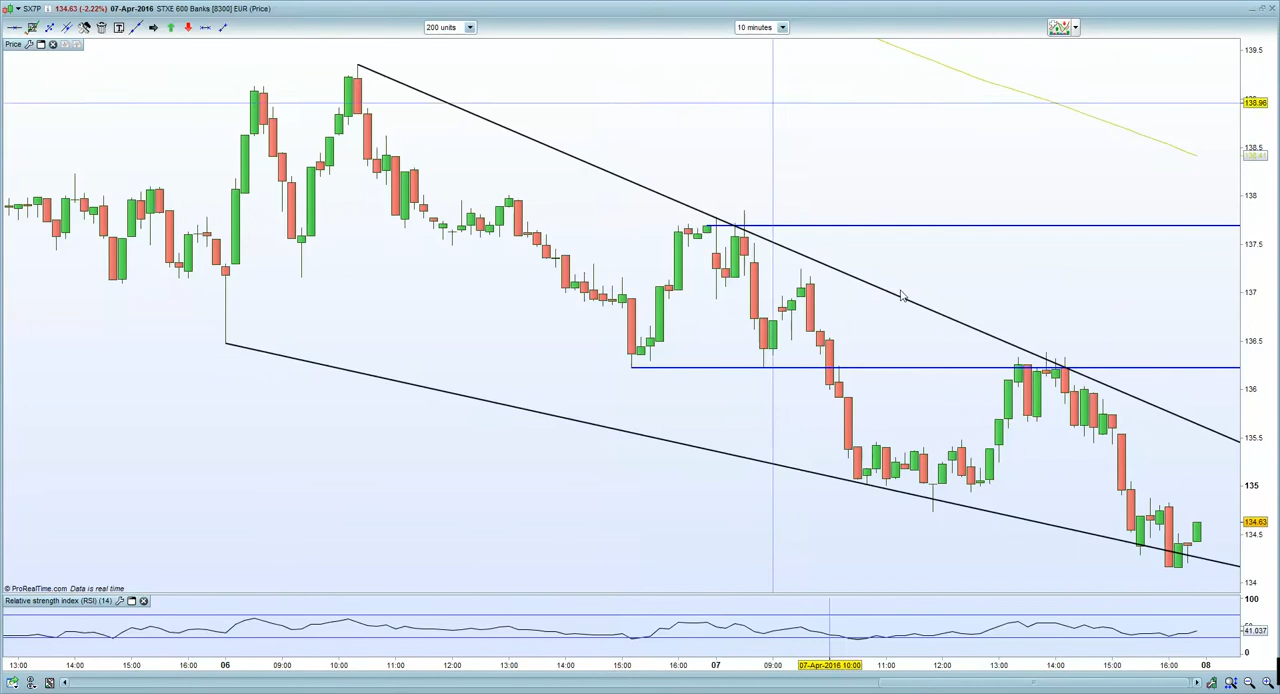 SX7P 134.63 (-2.22%) 07-Apr-2016 STXE 600 Banks [8300] EUR (Price)
200 units 10 minutes
Price
139.5
138.96
138.5
138.41
138
137.5
137
136.5
136
135.5
135
134.63
134.5
134
© ProRealTime.com Data is real time
Relative strength index (RSI) (14)
100
41.037
0
13:00 14:00 15:00 16:00 06 09:00 10:00 11:00 12:00 13:00 14:00 15:00 16:00 07 09:00 07-Apr-2016 10:00 11:00 12:00 13:00 14:00 15:00 16:00 08